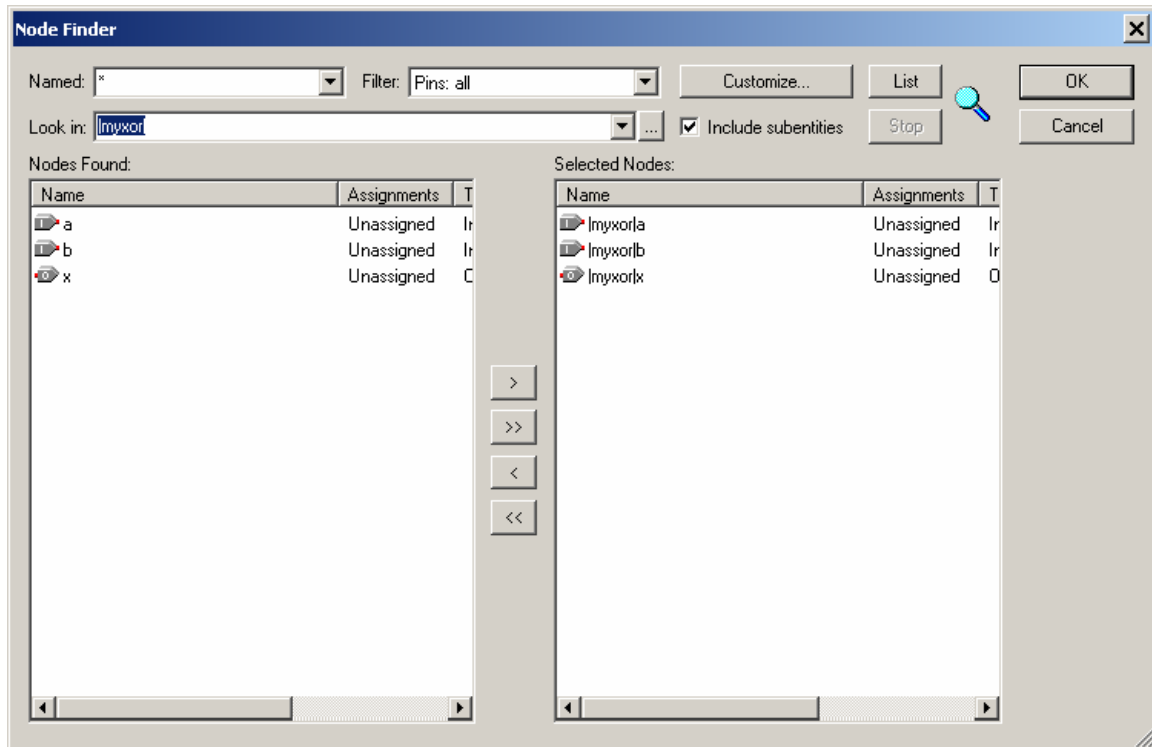 Node Finder
Named: * Filter: Pins: all Customize... List OK
Look in: |myxor ... Include subentities Stop Cancel
Nodes Found: Selected Nodes:
Name Assignments T Name Assignments T
a Unassigned In |myxor|a Unassigned In
b Unassigned In |myxor|b Unassigned In
x Unassigned O |myxor|x Unassigned O
>
>>
<
<<